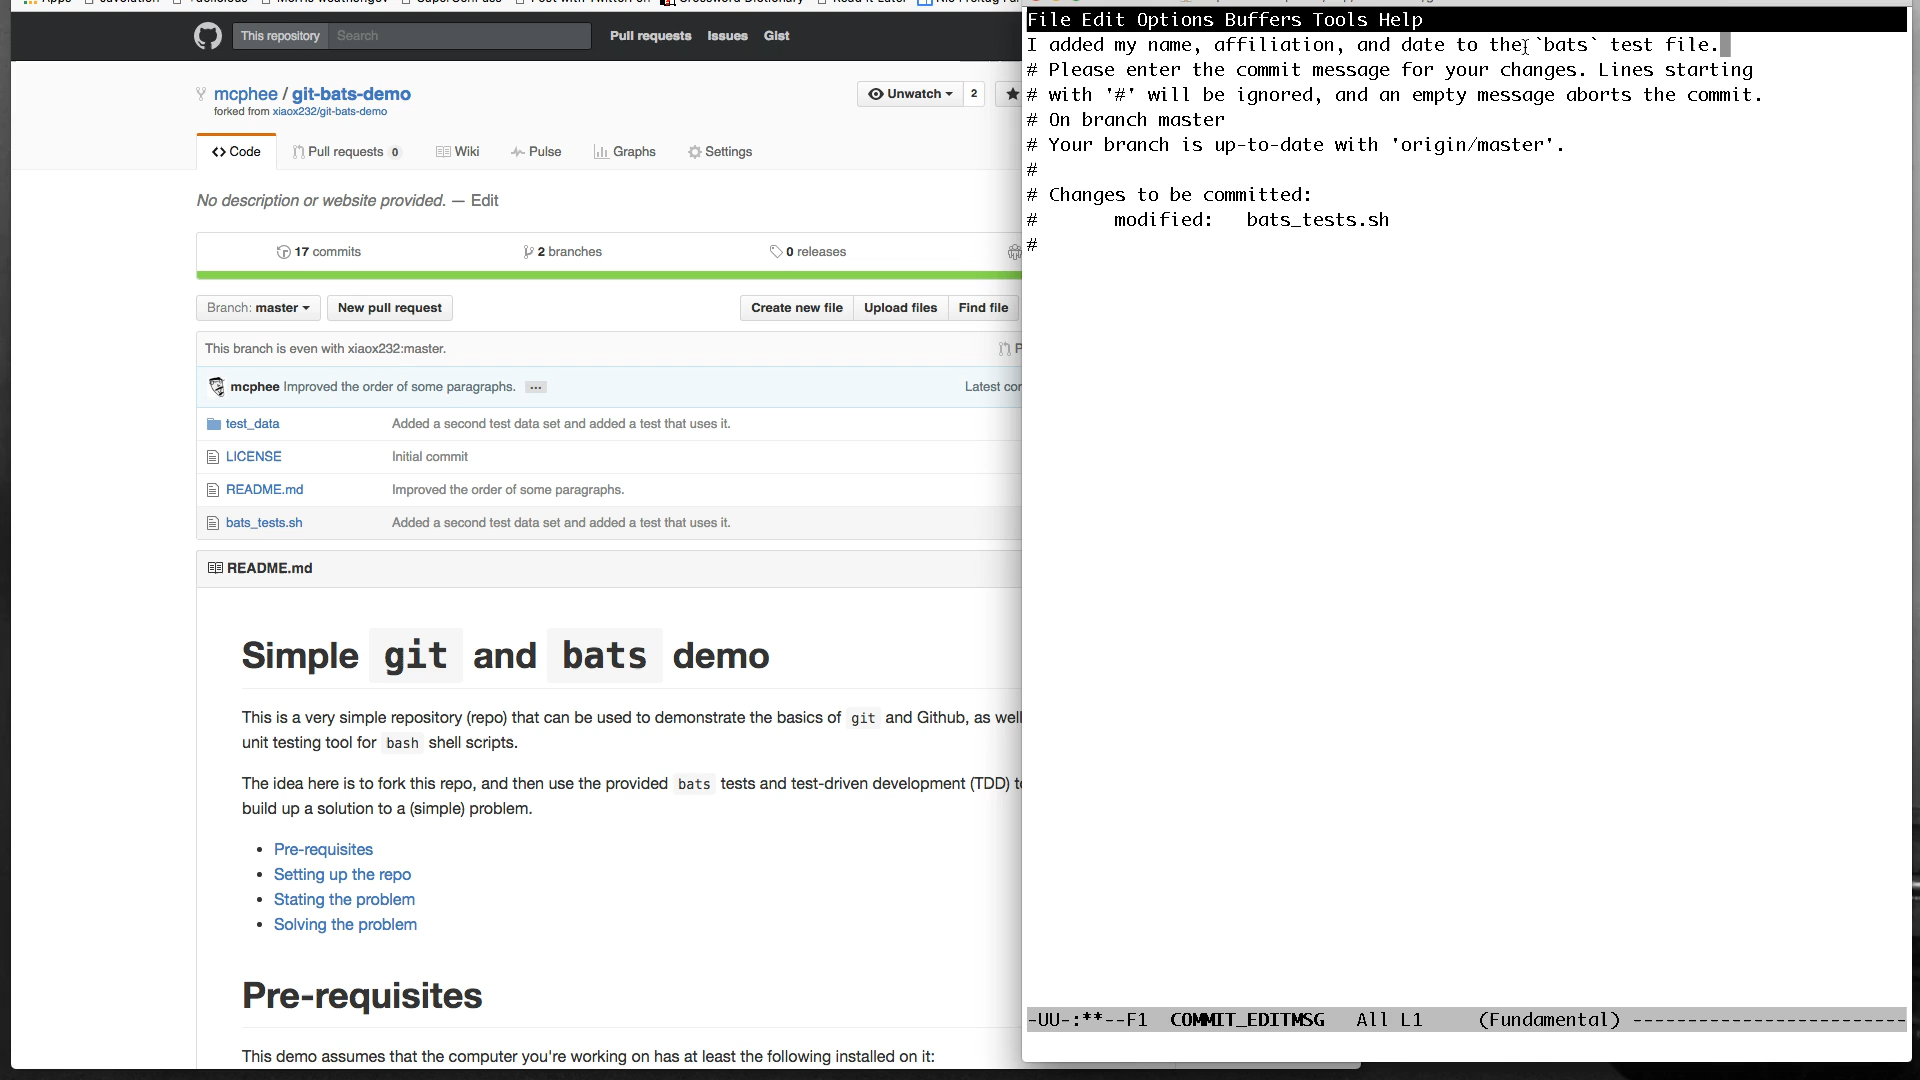 This repository Search Pull requests Issues Gist
mcphee / git-bats-demo
forked from xiaox232/git-bats-demo
Unwatch 2
Code Pull requests 0 Wiki Pulse Graphs Settings
No description or website provided. — Edit
17 commits 2 branches 0 releases
Branch: master New pull request Create new file Upload files Find file
This branch is even with xiaox232:master.
mcphee Improved the order of some paragraphs. ... Latest
test_data Added a second test data set and added a test that uses it.
LICENSE Initial commit
README.md Improved the order of some paragraphs.
bats_tests.sh Added a second test data set and added a test that uses it.
README.md
Simple git and bats demo
This is a very simple repository (repo) that can be used to demonstrate the basics of git and Github, as well
unit testing tool for bash shell scripts.
The idea here is to fork this repo, and then use the provided bats tests and test-driven development (TDD)
build up a solution to a (simple) problem.
Pre-requisites
Setting up the repo
Stating the problem
Solving the problem
Pre-requisites
This demo assumes that the computer you're working on has at least the following installed on it:
File Edit Options Buffers Tools Help
I added my name, affiliation, and date to the `bats` test file.
# Please enter the commit message for your changes. Lines starting
# with '#' will be ignored, and an empty message aborts the commit.
# On branch master
# Your branch is up-to-date with 'origin/master'.
#
# Changes to be committed:
# modified: bats_tests.sh
#
-UU-:**--F1 COMMIT_EDITMSG All L1 (Fundamental) -------------------------